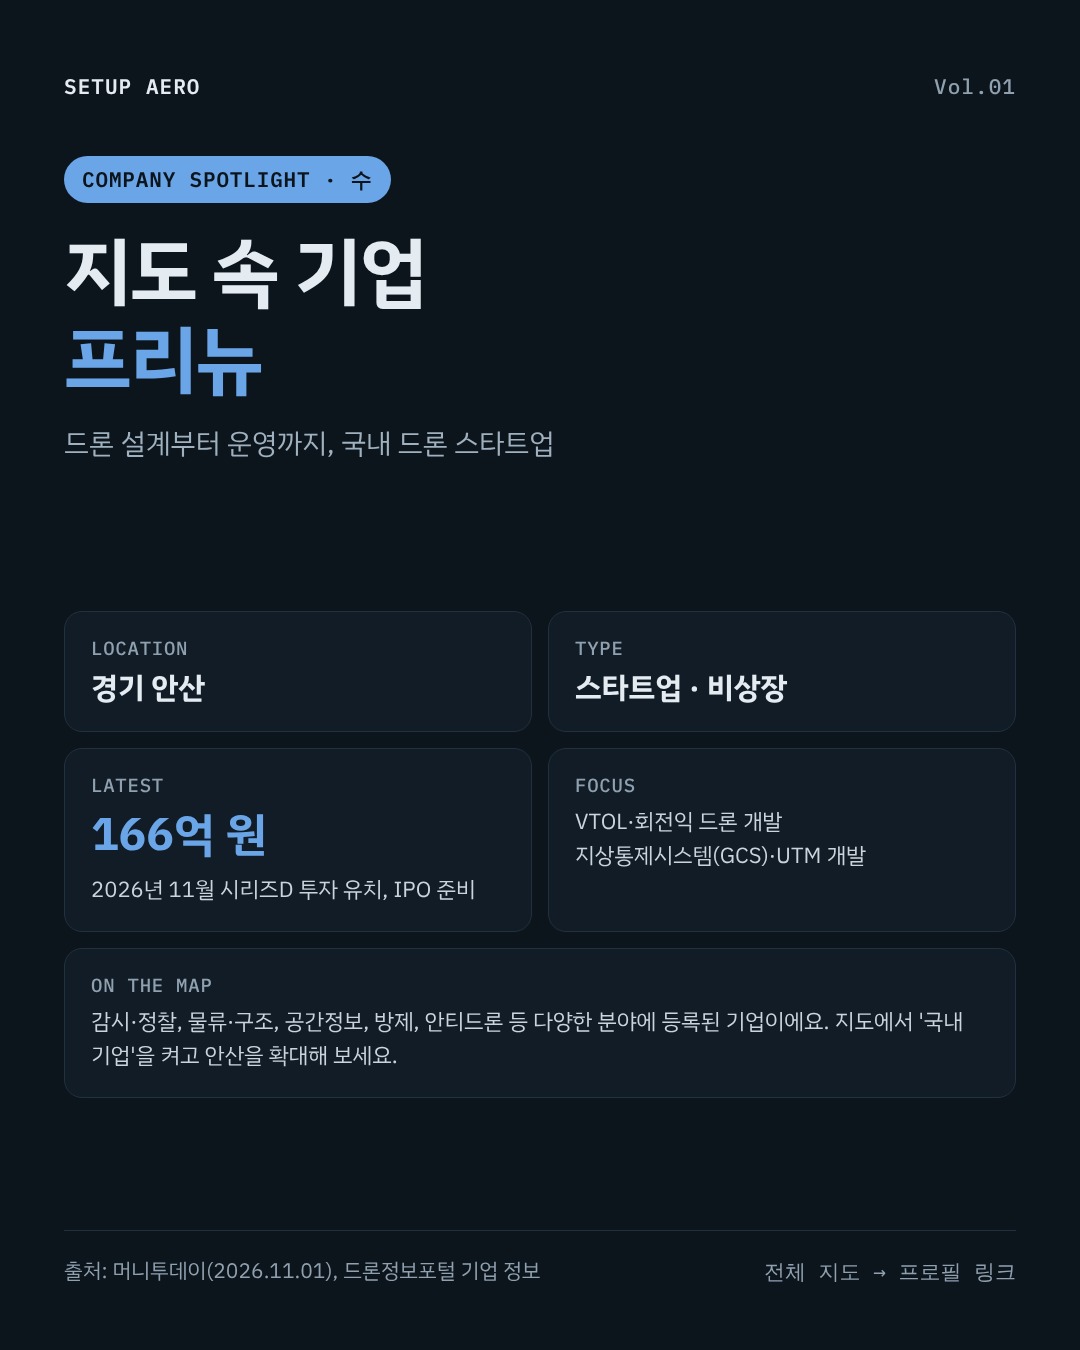 SETUP AERO
Vol.01
COMPANY SPOTLIGHT · 수
지도 속 기업
프리뉴
드론 설계부터 운영까지, 국내 드론 스타트업
LOCATION
경기 안산
TYPE
스타트업 · 비상장
LATEST
166억 원
2026년 11월 시리즈D 투자 유치, IPO 준비
FOCUS
VTOL·회전익 드론 개발
지상통제시스템(GCS)·UTM 개발
ON THE MAP
감시·정찰, 물류·구조, 공간정보, 방제, 안티드론 등 다양한 분야에 등록된 기업이에요. 지도에서 '국내
기업'을 켜고 안산을 확대해 보세요.
출처: 머니투데이(2026.11.01), 드론정보포털 기업 정보
전체 지도 → 프로필 링크